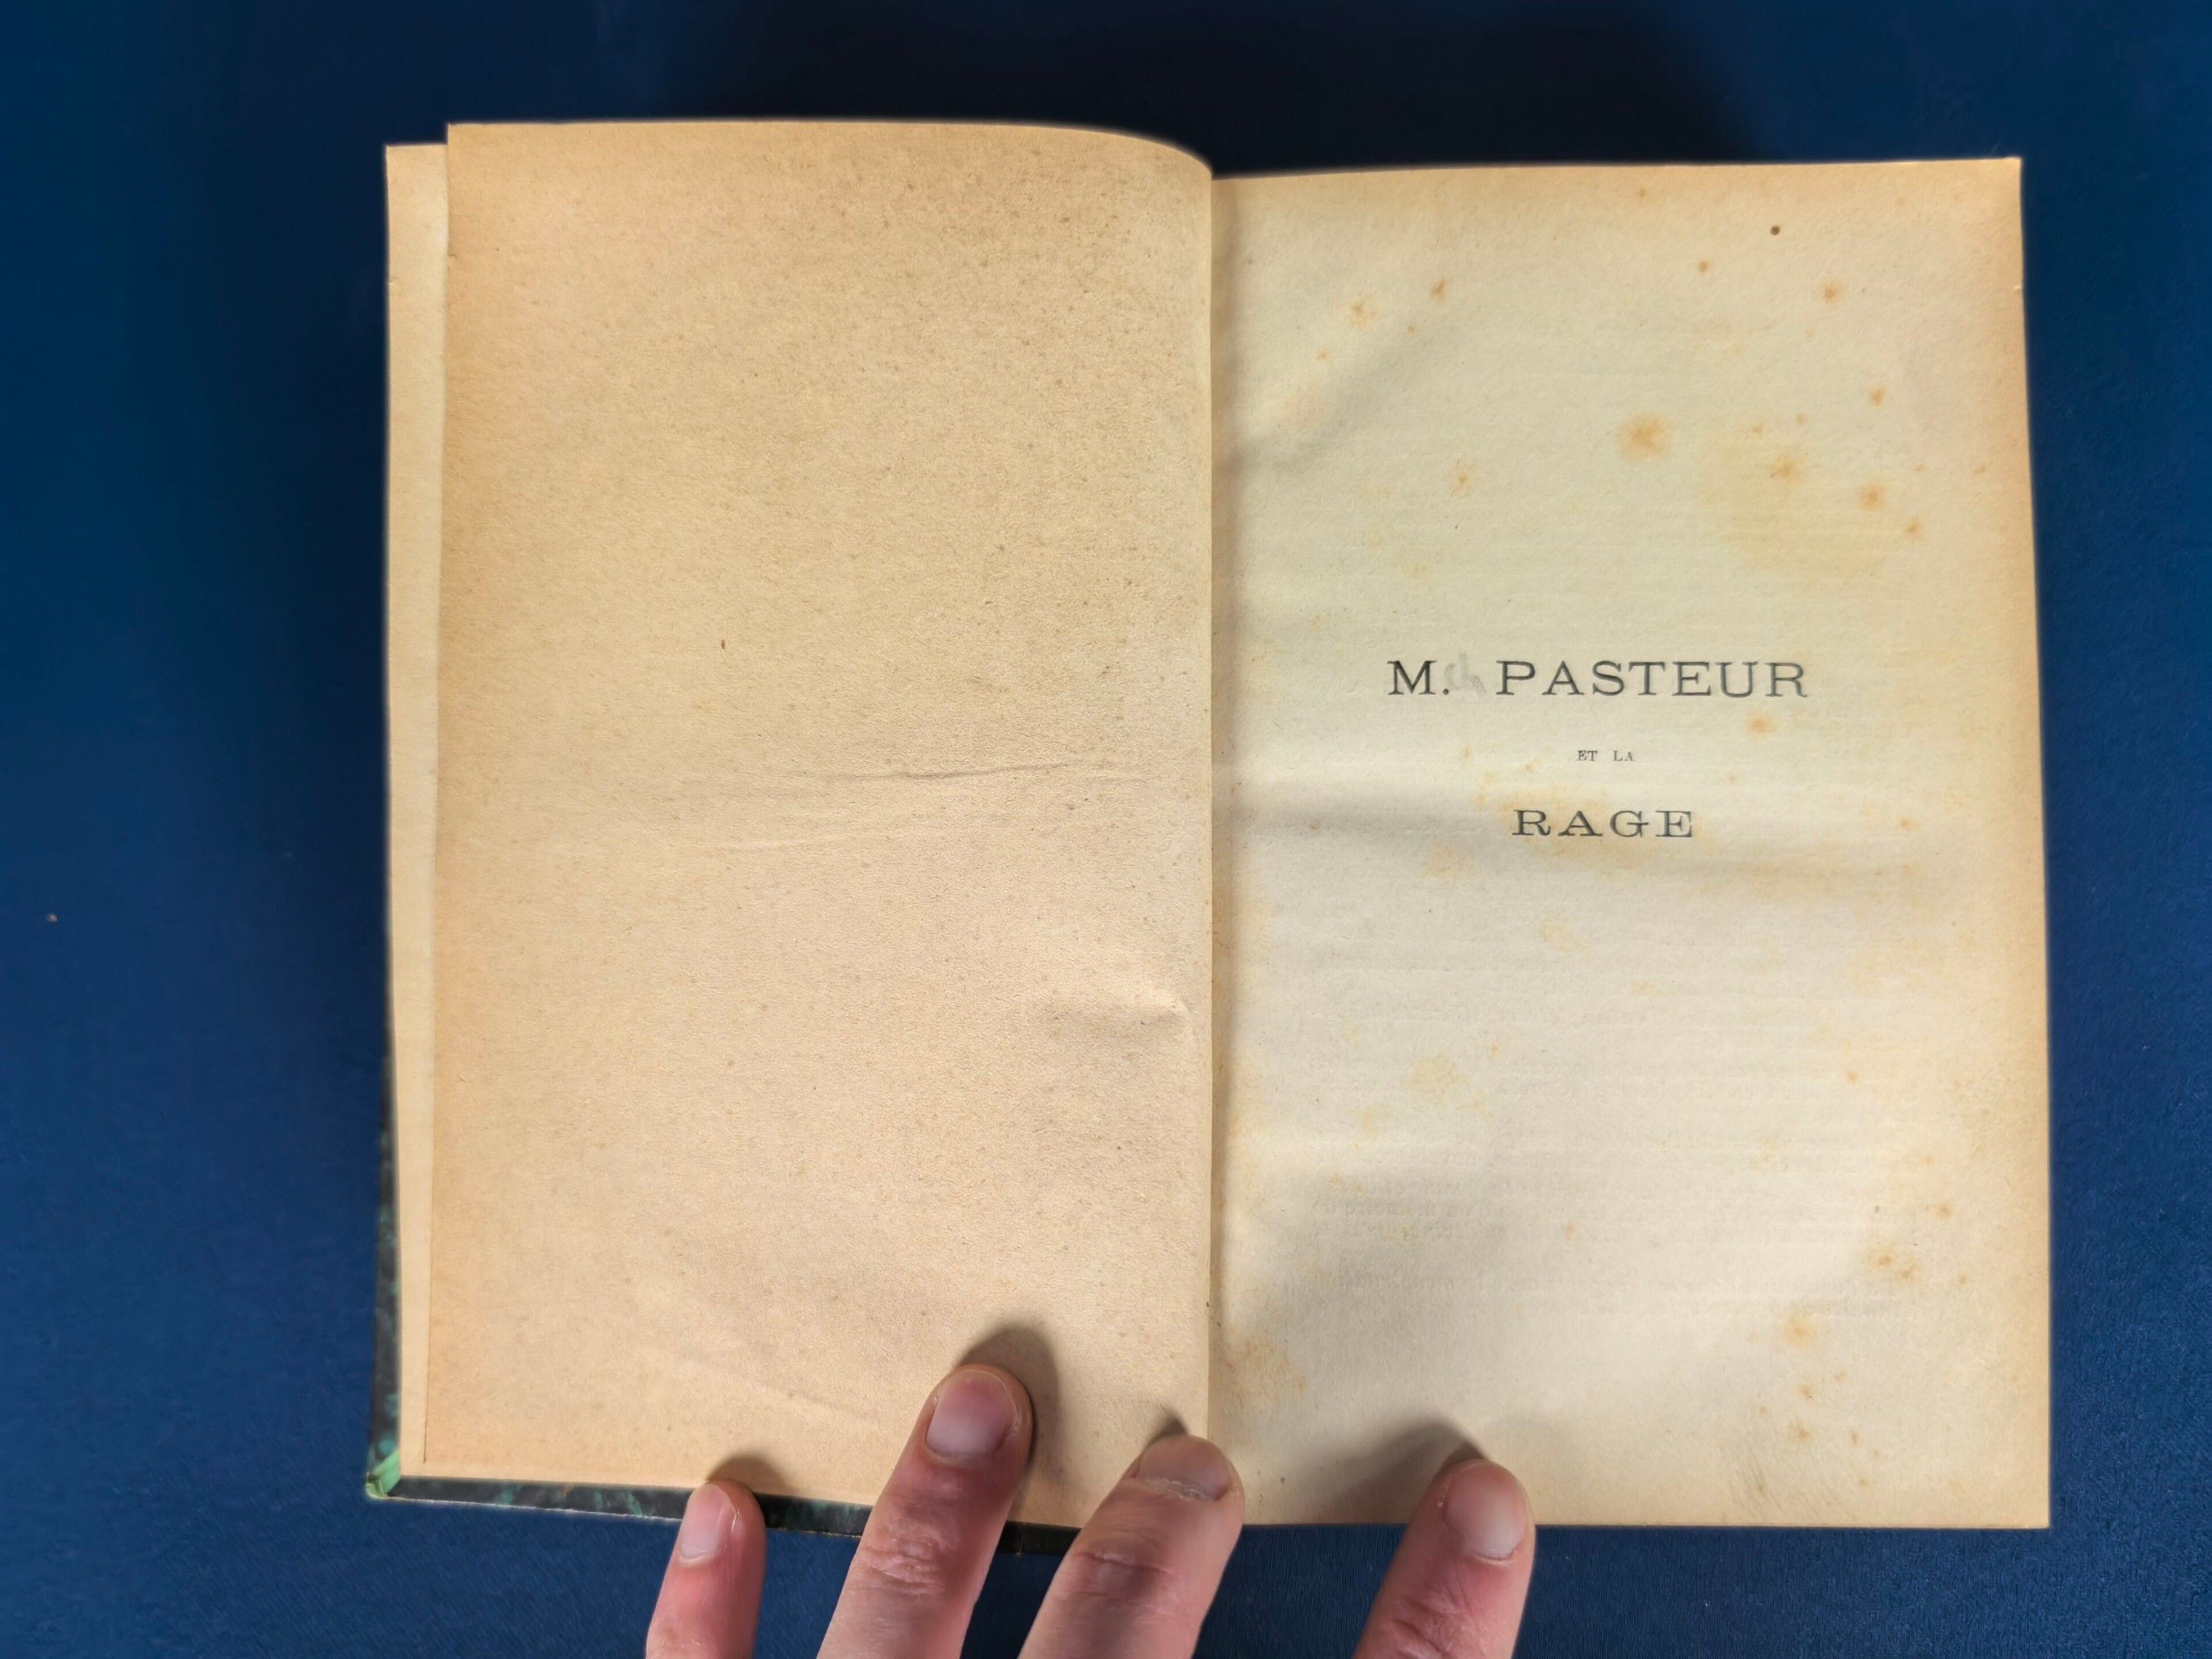 M. PASTEUR
ET LA
RAGE